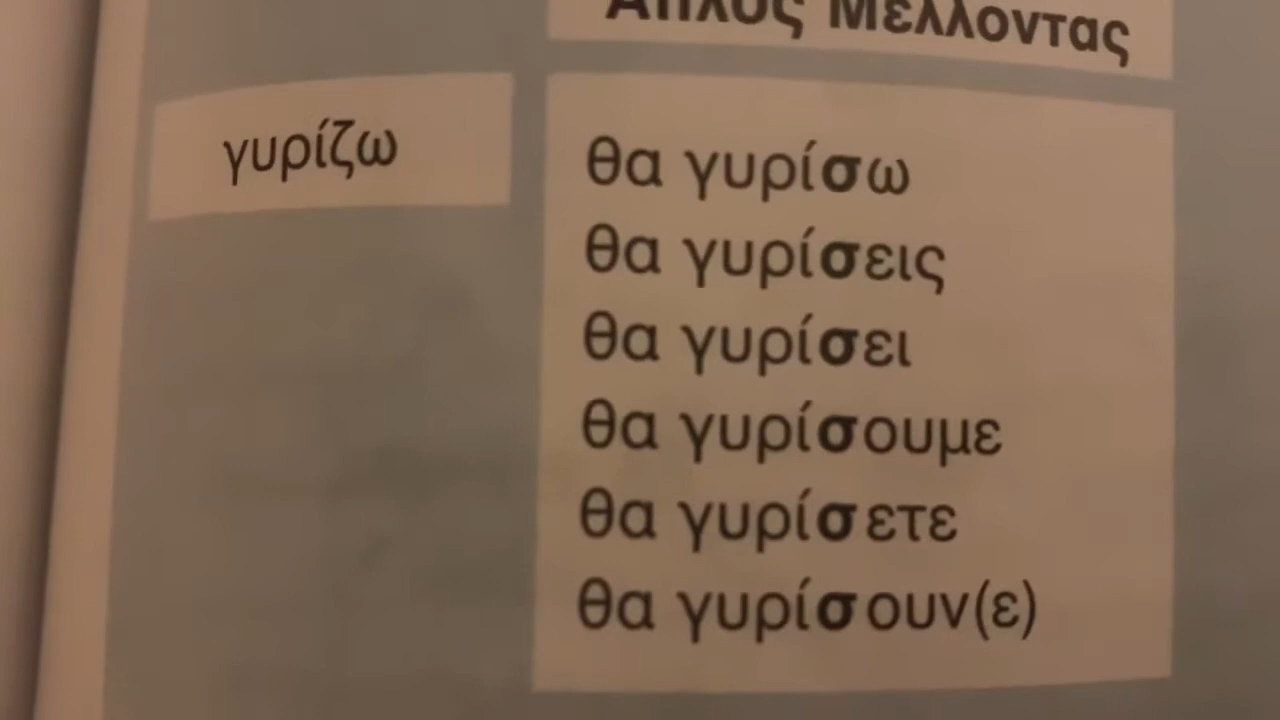 Απλός Μέλλοντας
γυρίζω
θα γυρίσω
θα γυρίσεις
θα γυρίσει
θα γυρίσουμε
θα γυρίσετε
θα γυρίσουν(ε)